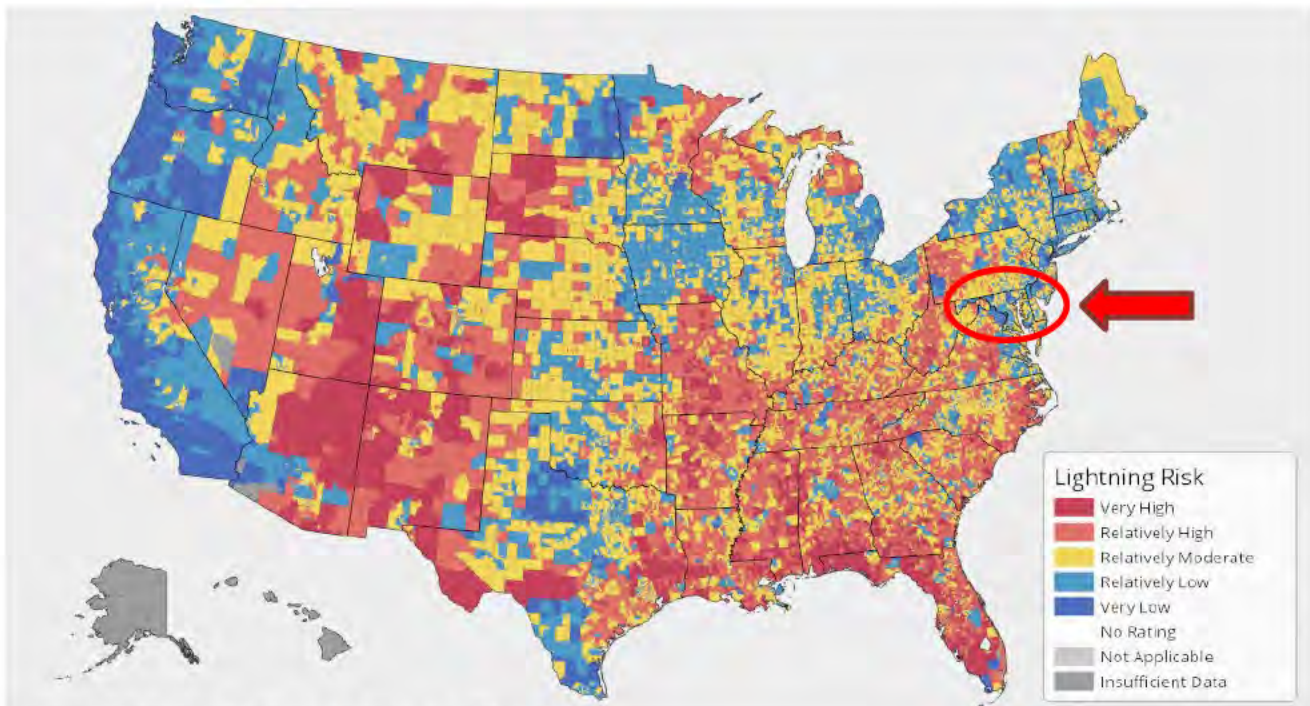 Lightning Risk
Very High
Relatively High
Relatively Moderate
Relatively Low
Very Low
No Rating
Not Applicable
Insufficient Data